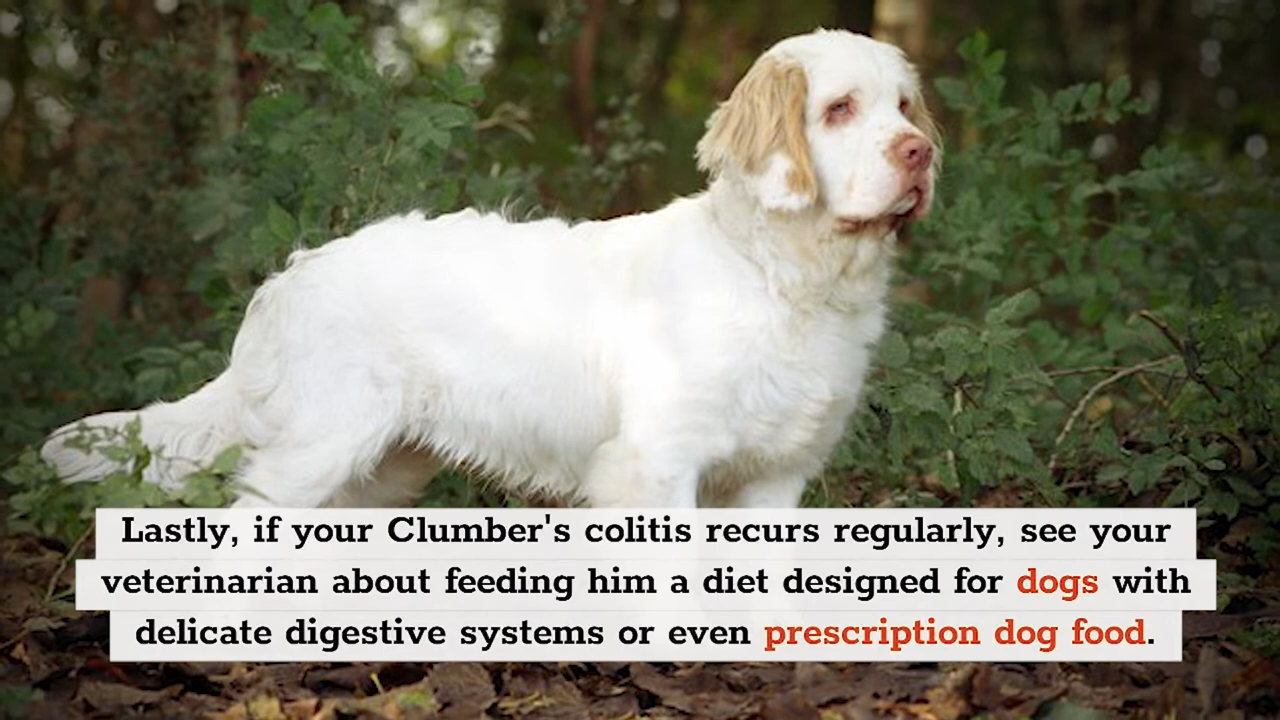 Lastly, if your Clumber's colitis recurs regularly, see your
veterinarian about feeding him a diet designed for dogs with
delicate digestive systems or even prescription dog food.